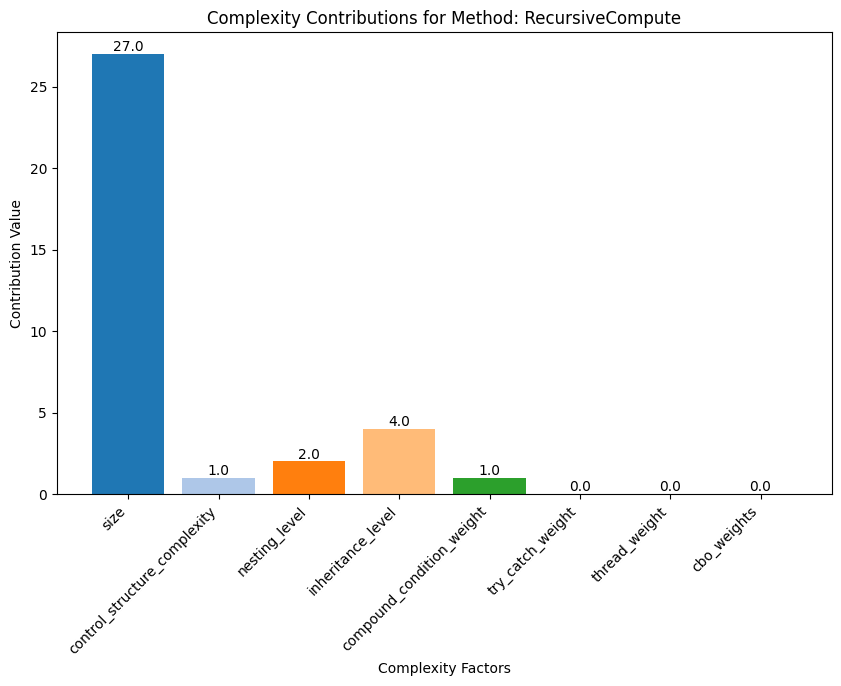 Complexity Contributions for Method: RecursiveCompute
Contribution Value
25
20
15
10
5
0
27.0
1.0
2.0
4.0
1.0
0.0
0.0
0.0
size
control_structure_complexity
nesting_level
inheritance_level
compound_condition_weight
try_catch_weight
thread_weight
cbo_weights
Complexity Factors